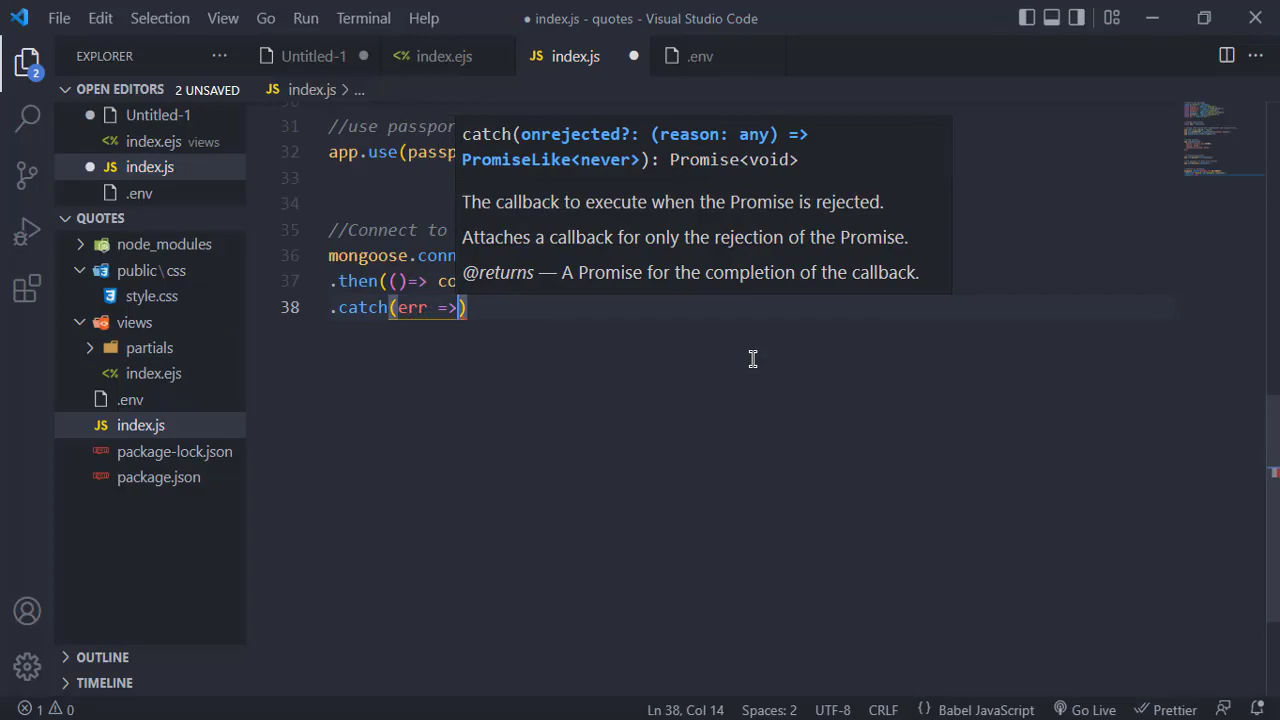 File Edit Selection View Go Run Terminal Help
● index.js - quotes - Visual Studio Code
EXPLORER
Untitled-1
index.ejs
JS index.js
.env
OPEN EDITORS 2 UNSAVED
JS index.js > ...
Untitled-1
index.ejs views
JS index.js
.env
QUOTES
node_modules
public\css
style.css
views
partials
index.ejs
.env
JS index.js
package-lock.json
package.json
OUTLINE
TIMELINE
2
31 //use passpor
32 app.use(passp
33
34
35 //Connect to
36 mongoose.conn
37 .then(()=> co
38 .catch(err =>)
catch(onrejected?: (reason: any) =>
PromiseLike<never>): Promise<void>
The callback to execute when the Promise is rejected.
Attaches a callback for only the rejection of the Promise.
@returns — A Promise for the completion of the callback.
1 0
Ln 38, Col 14 Spaces: 2 UTF-8 CRLF {} Babel JavaScript Go Live Prettier